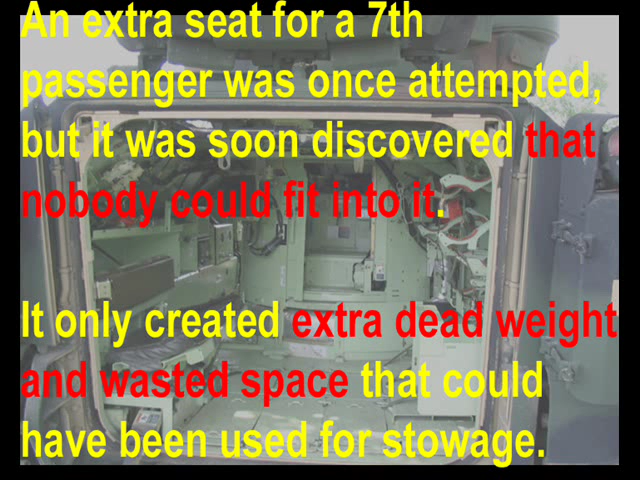 An extra seat for a 7th
passenger was once attempted,
but it was soon discovered that
nobody could fit into it.
It only created extra dead weight
and wasted space that could
have been used for stowage.